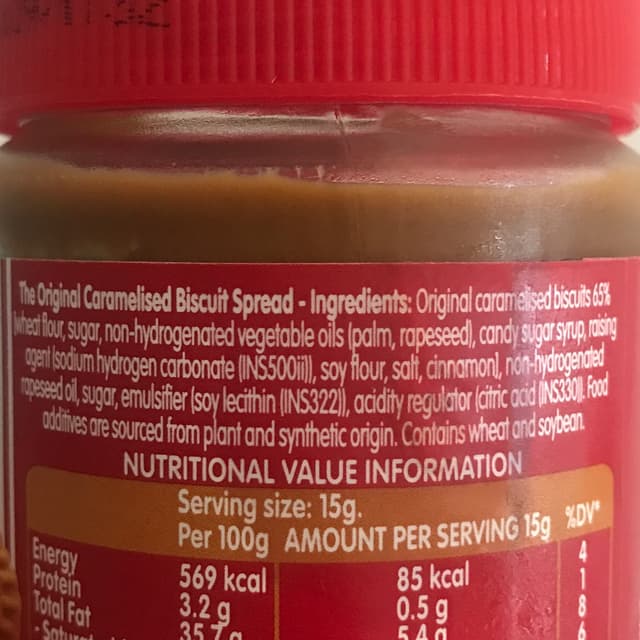 The Original Caramelised Biscuit Spread - Ingredients: Original caramelised biscuits 65%
[wheat flour, sugar, non-hydrogenated vegetable oils (palm, rapeseed), candy sugar syrup, raising
agent (sodium hydrogen carbonate (INS500ii)), soy flour, salt, cinnamon], non-hydrogenated
rapeseed oil, sugar, emulsifier (soy lecithin (INS322)), acidity regulator (citric acid (INS330)). Food
additives are sourced from plant and synthetic origin. Contains wheat and soybean.
NUTRITIONAL VALUE INFORMATION
Serving size: 15g.
Per 100g AMOUNT PER SERVING 15g %DV*
Energy 569 kcal 85 kcal 4
Protein 3.2 g 0.5 g 1
Total Fat 35.7 g 5.4 g 8
6